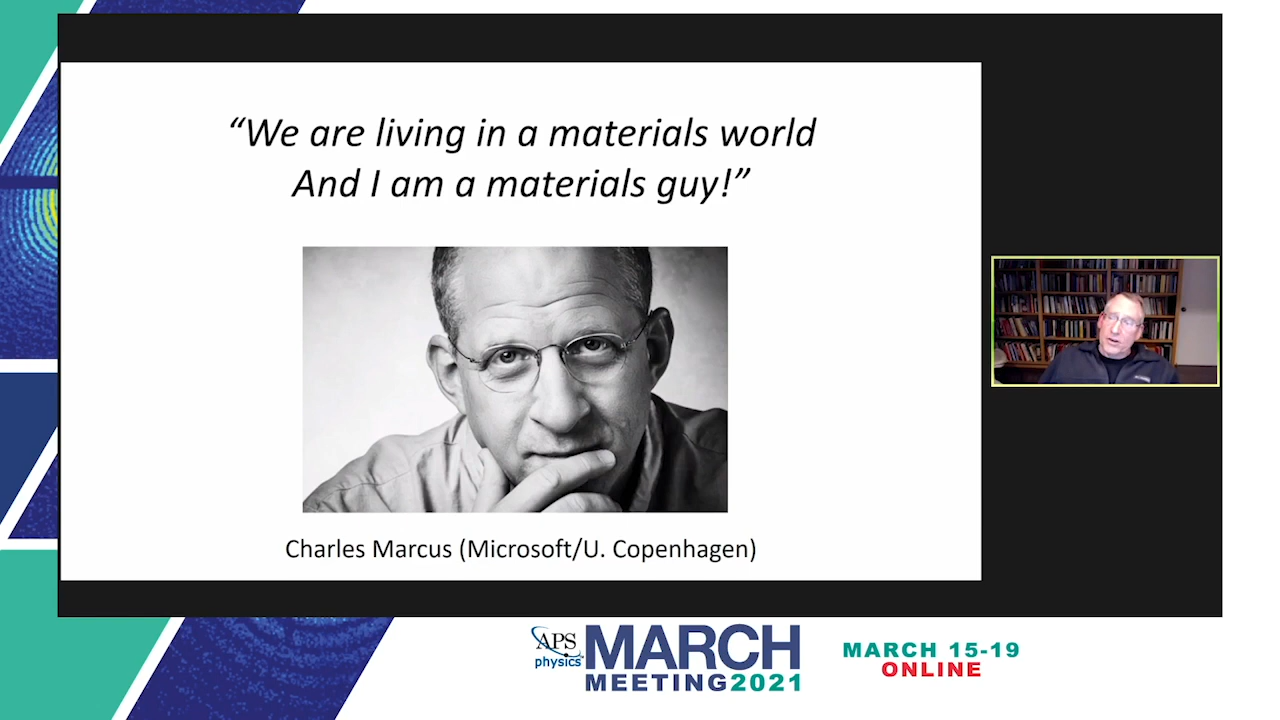 “We are living in a materials world
And I am a materials guy!”
Charles Marcus (Microsoft/U. Copenhagen)
APS
physics
MARCH
MEETING2021
MARCH 15-19
ONLINE